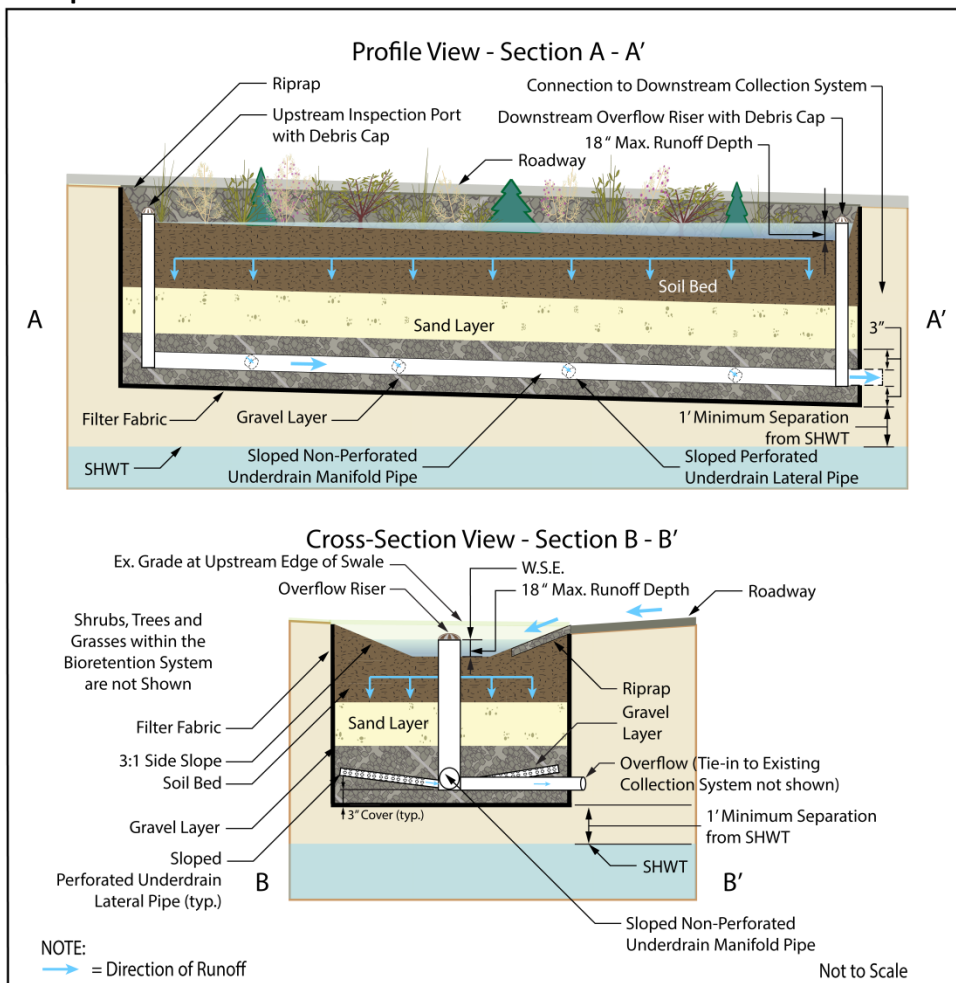 Profile View - Section A - A’
Riprap
Connection to Downstream Collection System
Upstream Inspection Port
with Debris Cap
Downstream Overflow Riser with Debris Cap
18 “ Max. Runoff Depth
Roadway
Soil Bed
A
Sand Layer
A’
3”
Filter Fabric
Gravel Layer
1’ Minimum Separation
from SHWT
SHWT
Sloped Non-Perforated
Underdrain Manifold Pipe
Sloped Perforated
Underdrain Lateral Pipe
Cross-Section View - Section B - B’
Ex. Grade at Upstream Edge of Swale
W.S.E.
Overflow Riser
18 “ Max. Runoff Depth
Roadway
Shrubs, Trees and
Grasses within the
Bioretention System
are not Shown
Riprap
Filter Fabric
Sand Layer
Gravel
Layer
3:1 Side Slope
Soil Bed
Overflow (Tie-in to Existing
Collection System not shown)
3” Cover (typ.)
Gravel Layer
1’ Minimum Separation
from SHWT
Sloped
Perforated Underdrain
Lateral Pipe (typ.)
SHWT
B
B’
Sloped Non-Perforated
Underdrain Manifold Pipe
NOTE:
= Direction of Runoff
Not to Scale